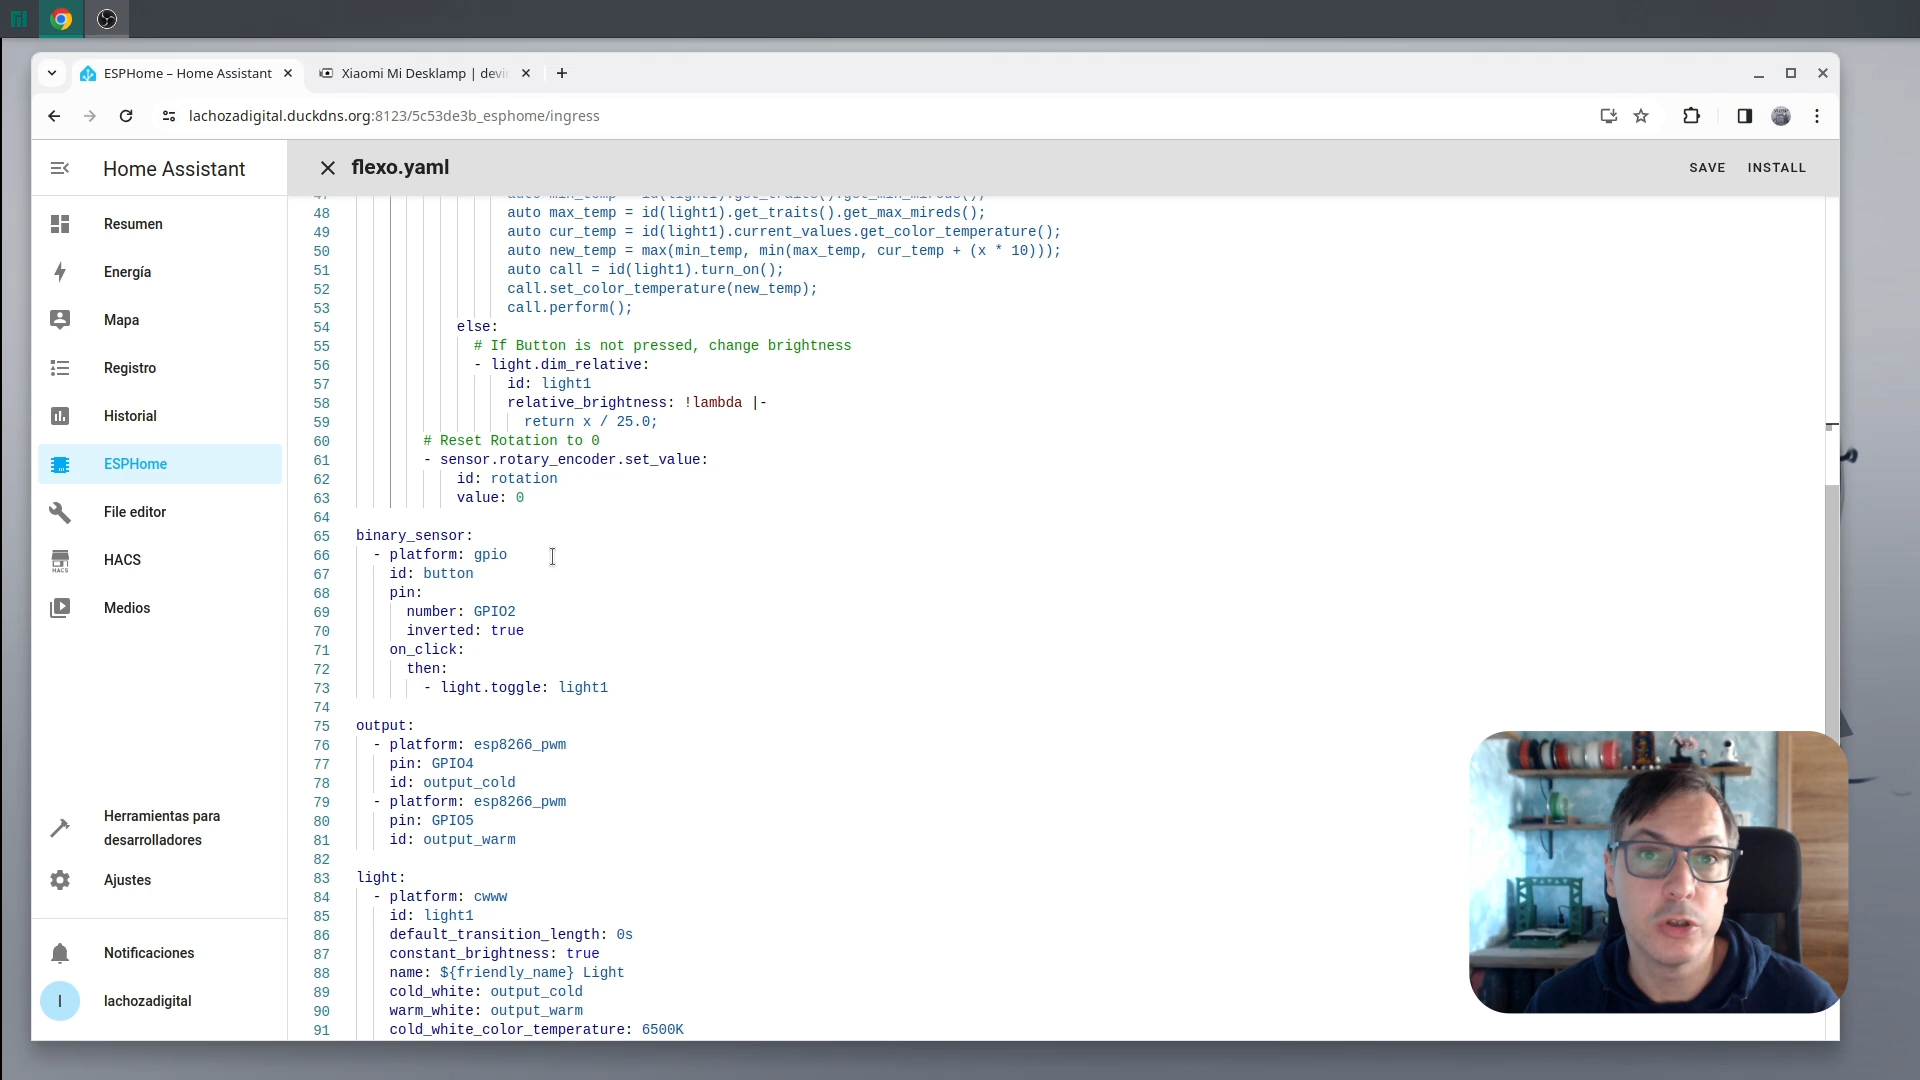 ESPHome – Home Assistant
Xiaomi Mi Desklamp | devi
lachozadigital.duckdns.org:8123/5c53de3b_esphome/ingress
Home Assistant
flexo.yaml
SAVE
INSTALL
Resumen
Energía
Mapa
Registro
Historial
ESPHome
File editor
HACS
HACS
Medios
Herramientas para
desarrolladores
Ajustes
Notificaciones
l
lachozadigital
47 auto min_temp = id(light1).get_traits().get_min_mireds();
48 auto max_temp = id(light1).get_traits().get_max_mireds();
49 auto cur_temp = id(light1).current_values.get_color_temperature();
50 auto new_temp = max(min_temp, min(max_temp, cur_temp + (x * 10)));
51 auto call = id(light1).turn_on();
52 call.set_color_temperature(new_temp);
53 call.perform();
54 else:
55 # If Button is not pressed, change brightness
56 - light.dim_relative:
57 id: light1
58 relative_brightness: !lambda |-
59 return x / 25.0;
60 # Reset Rotation to 0
61 - sensor.rotary_encoder.set_value:
62 id: rotation
63 value: 0
64
65 binary_sensor:
66 - platform: gpio
67 id: button
68 pin:
69 number: GPIO2
70 inverted: true
71 on_click:
72 then:
73 - light.toggle: light1
74
75 output:
76 - platform: esp8266_pwm
77 pin: GPIO4
78 id: output_cold
79 - platform: esp8266_pwm
80 pin: GPIO5
81 id: output_warm
82
83 light:
84 - platform: cwww
85 id: light1
86 default_transition_length: 0s
87 constant_brightness: true
88 name: ${friendly_name} Light
89 cold_white: output_cold
90 warm_white: output_warm
91 cold_white_color_temperature: 6500K